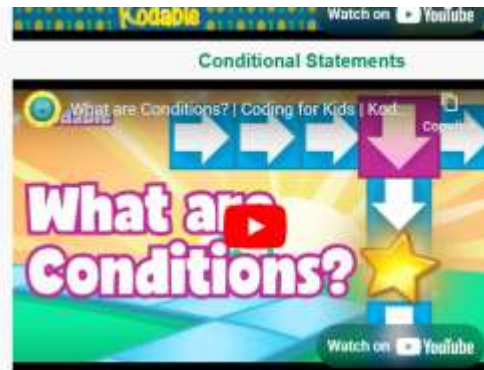 Kodable
Watch on YouTube
Conditional Statements
What are Conditions? | Coding for Kids | Kod...
What are
Conditions?
Watch on YouTube